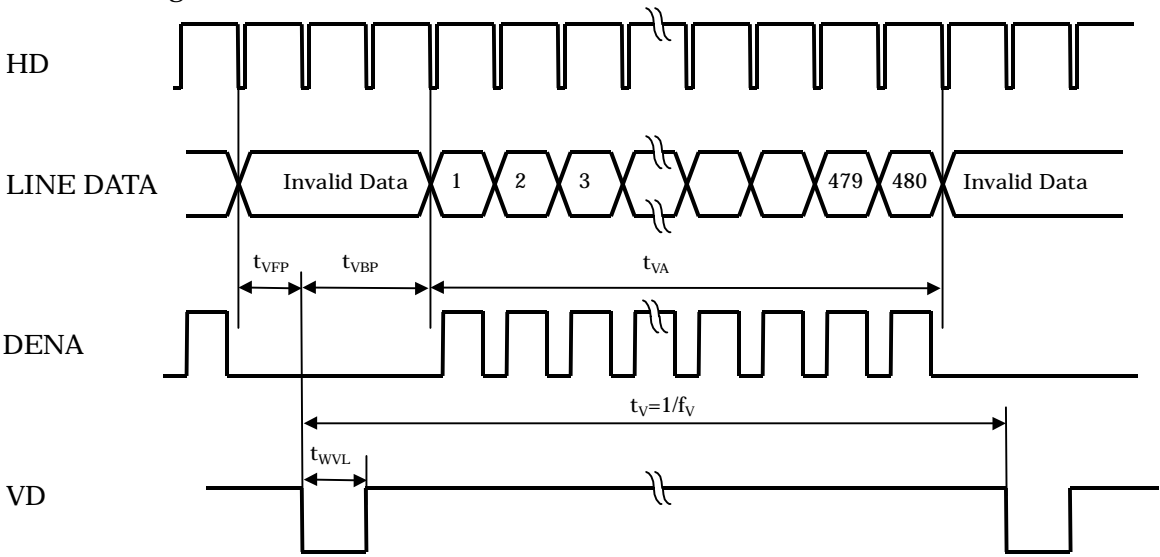 HD
LINE DATA
Invalid Data 1 2 3 479 480 Invalid Data
tVFP tVBP tVA
DENA
tV=1/fV
tWVL
VD